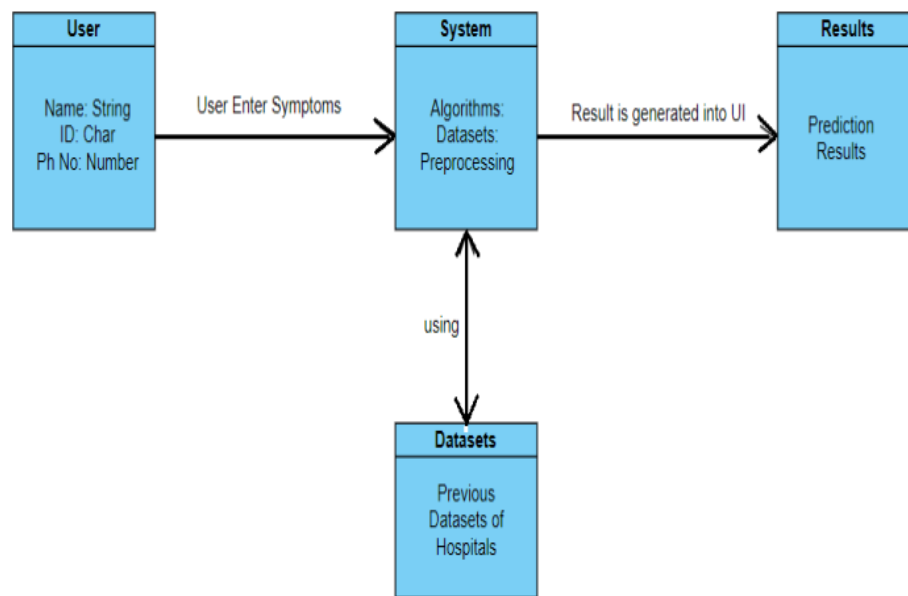 User
Name: String
ID: Char
Ph No: Number
User Enter Symptoms
System
Algorithms:
Datasets:
Preprocessing
Result is generated into UI
Results
Prediction
Results
using
Datasets
Previous
Datasets of
Hospitals